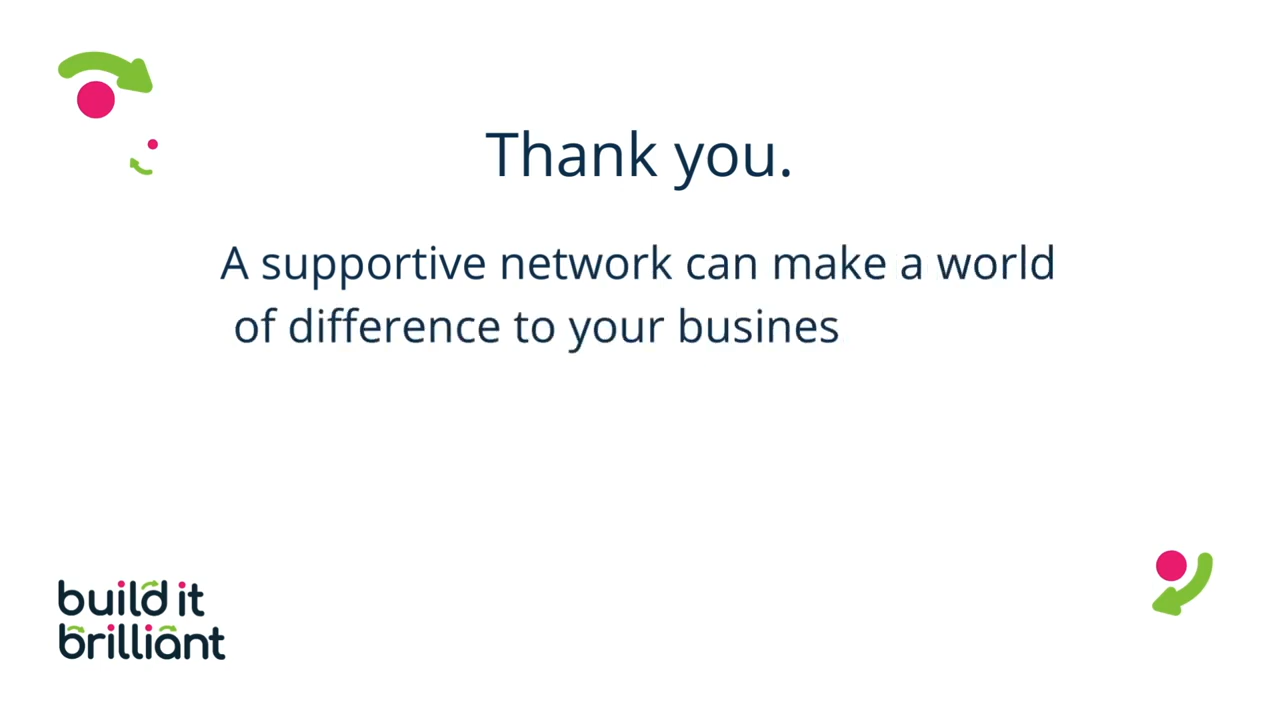 Thank you.
A supportive network can make a world
of difference to your busines
build it
brilliant